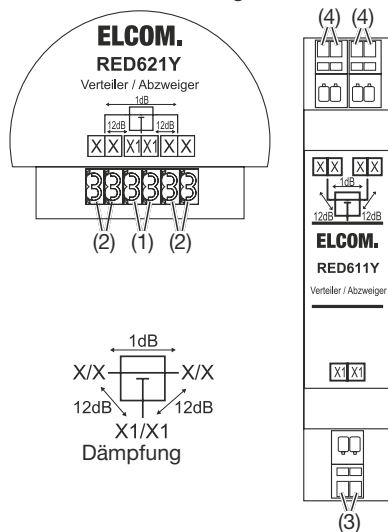 ELCOM.
RED621Y
Verteiler / Abzweiger
1dB
12dB 12dB
X X X1 X1 X X
(2) (1) (2)
1dB
X/X X/X
12dB 12dB
X1/X1
Dämpfung
(4) (4)
X X X X
1dB
12dB 12dB
ELCOM.
RED611Y
Verteiler / Abzweiger
X1 X1
(3)